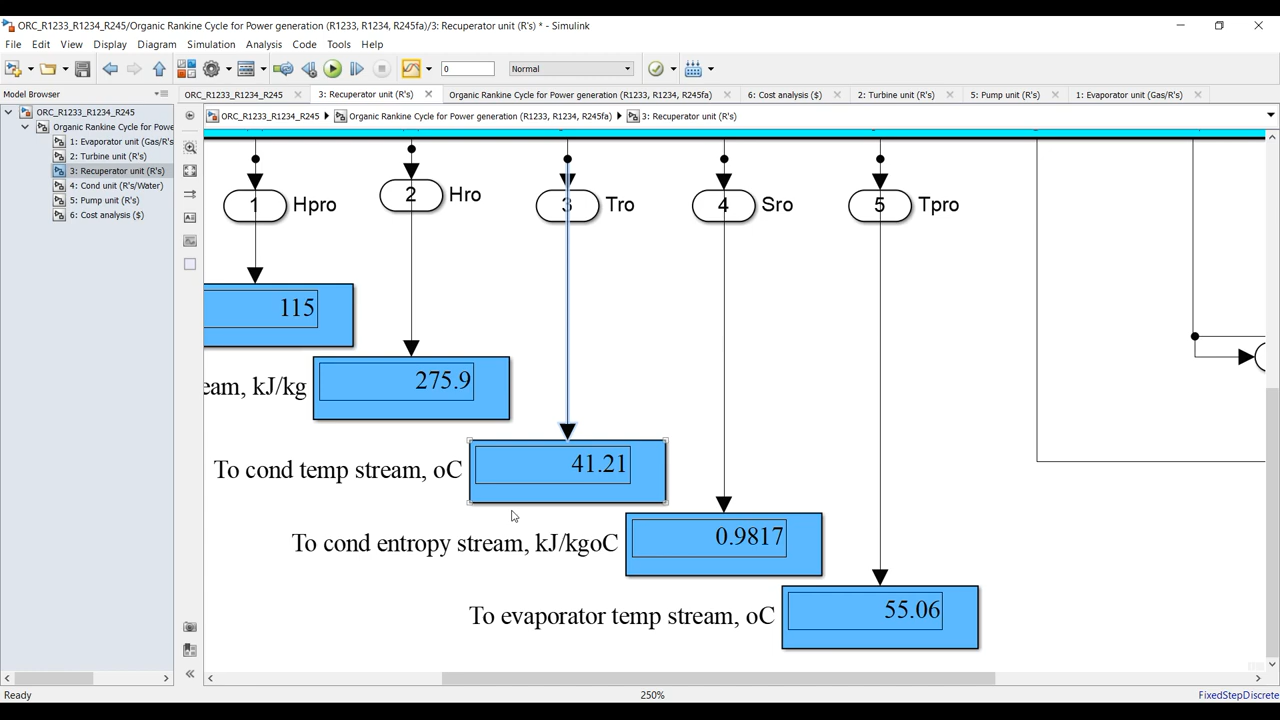 ORC_R1233_R1234_R245/Organic Rankine Cycle for Power generation (R1233, R1234, R245fa)/3: Recuperator unit (R's) * - Simulink
File Edit View Display Diagram Simulation Analysis Code Tools Help
0 Normal
Model Browser
ORC_R1233_R1234_R245 3: Recuperator unit (R's) Organic Rankine Cycle for Power generation (R1233, R1234, R245fa) 6: Cost analysis ($) 2: Turbine unit (R's) 5: Pump unit (R's) 1: Evaporator unit (Gas/R's)
ORC_R1233_R1234_R245 Organic Rankine Cycle for Power generation (R1233, R1234, R245fa) 3: Recuperator unit (R's)
ORC_R1233_R1234_R245
Organic Rankine Cycle for Powe
1: Evaporator unit (Gas/R's
2: Turbine unit (R's)
3: Recuperator unit (R's)
4: Cond unit (R's/Water)
5: Pump unit (R's)
6: Cost analysis ($)
1 Hpro
2 Hro
3 Tro
4 Sro
5 Tpro
115
eam, kJ/kg 275.9
To cond temp stream, oC 41.21
To cond entropy stream, kJ/kgoC 0.9817
To evaporator temp stream, oC 55.06
Ready 250% FixedStepDiscrete